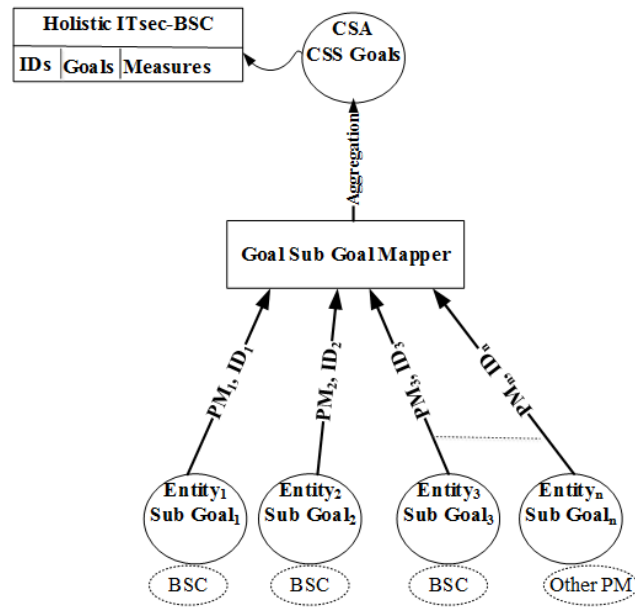 Holistic ITsec-BSC
IDs Goals Measures
CSA
CSS Goals
Aggregation
Goal Sub Goal Mapper
PM₁, ID₁
PM₂, ID₂
PM₃, ID₃
PMₙ, IDₙ
Entity₁
Sub Goal₁
Entity₂
Sub Goal₂
Entity₃
Sub Goal₃
Entityₙ
Sub Goalₙ
BSC
BSC
BSC
Other PM